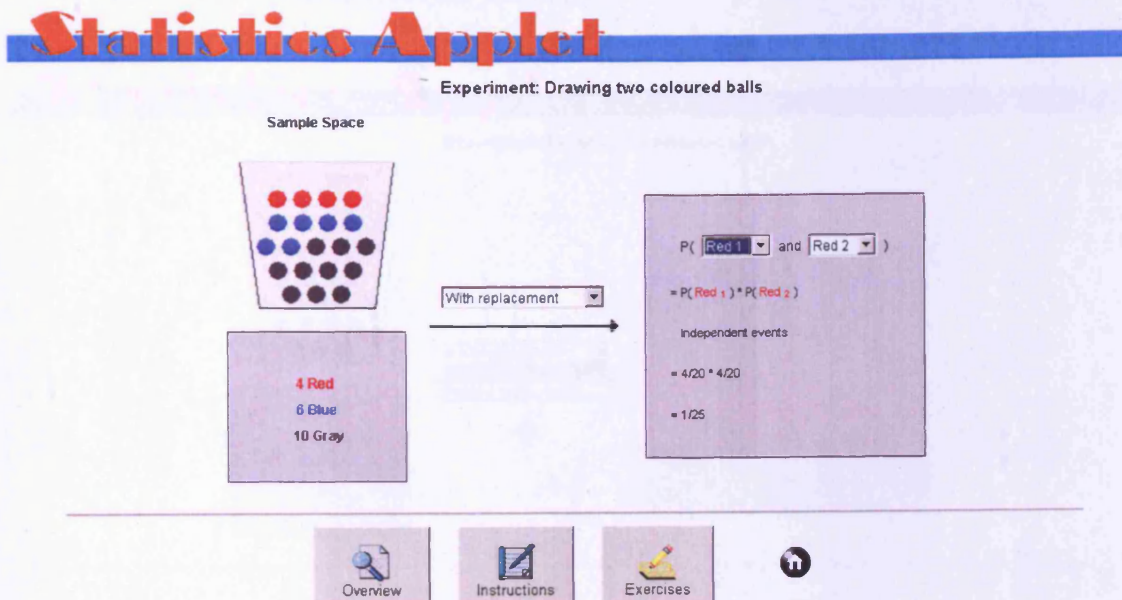 Statistics Applet
Experiment: Drawing two coloured balls
Sample Space
4 Red
6 Blue
10 Gray
With replacement
P( Red 1 and Red 2 )
= P( Red 1 ) * P( Red 2 )
Independent events
= 4/20 * 4/20
= 1/25
Overview
Instructions
Exercises